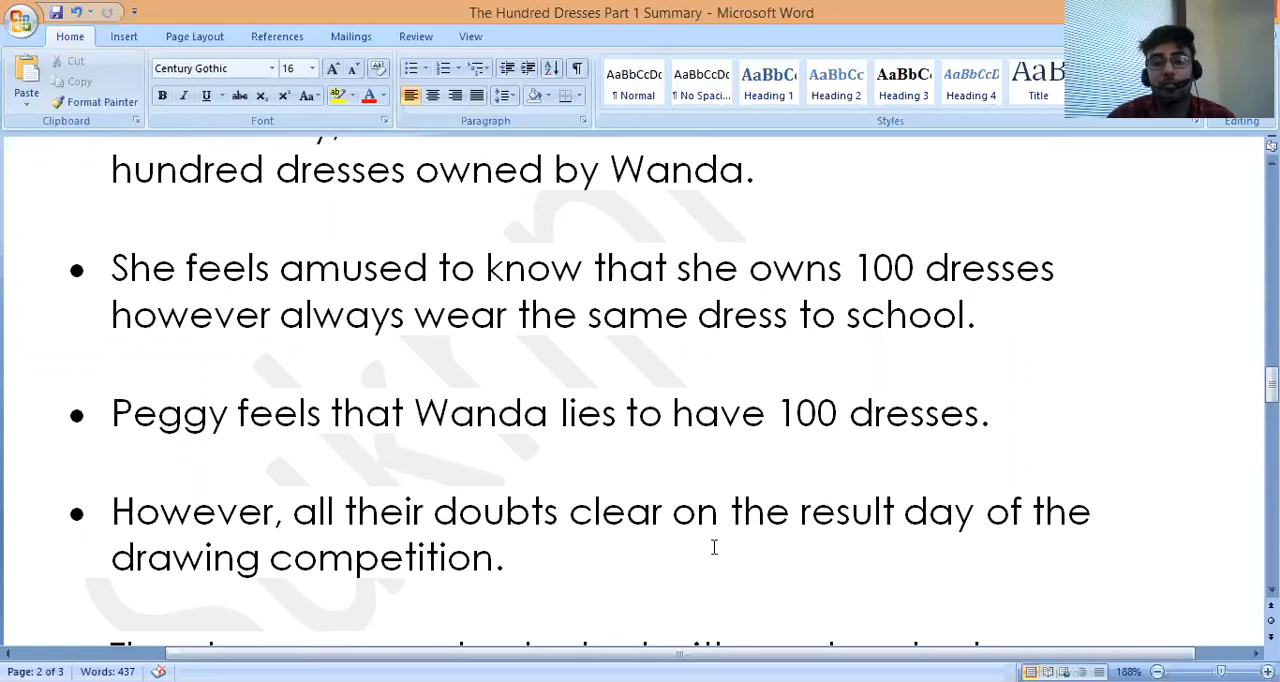 The Hundred Dresses Part 1 Summary - Microsoft Word
Home Insert Page Layout References Mailings Review View
Paste
Cut
Copy
Format Painter
Clipboard
Century Gothic 16
Font
Paragraph
AaBbCcDc AaBbCcDc AaBbC AaBbCc AaBbCc AaBbCcD AaB
¶ Normal ¶ No Spaci... Heading 1 Heading 2 Heading 3 Heading 4 Title
Styles
Editing
hundred dresses owned by Wanda.
• She feels amused to know that she owns 100 dresses
however always wear the same dress to school.
• Peggy feels that Wanda lies to have 100 dresses.
• However, all their doubts clear on the result day of the
drawing competition.
Page: 2 of 3 Words: 437 188%